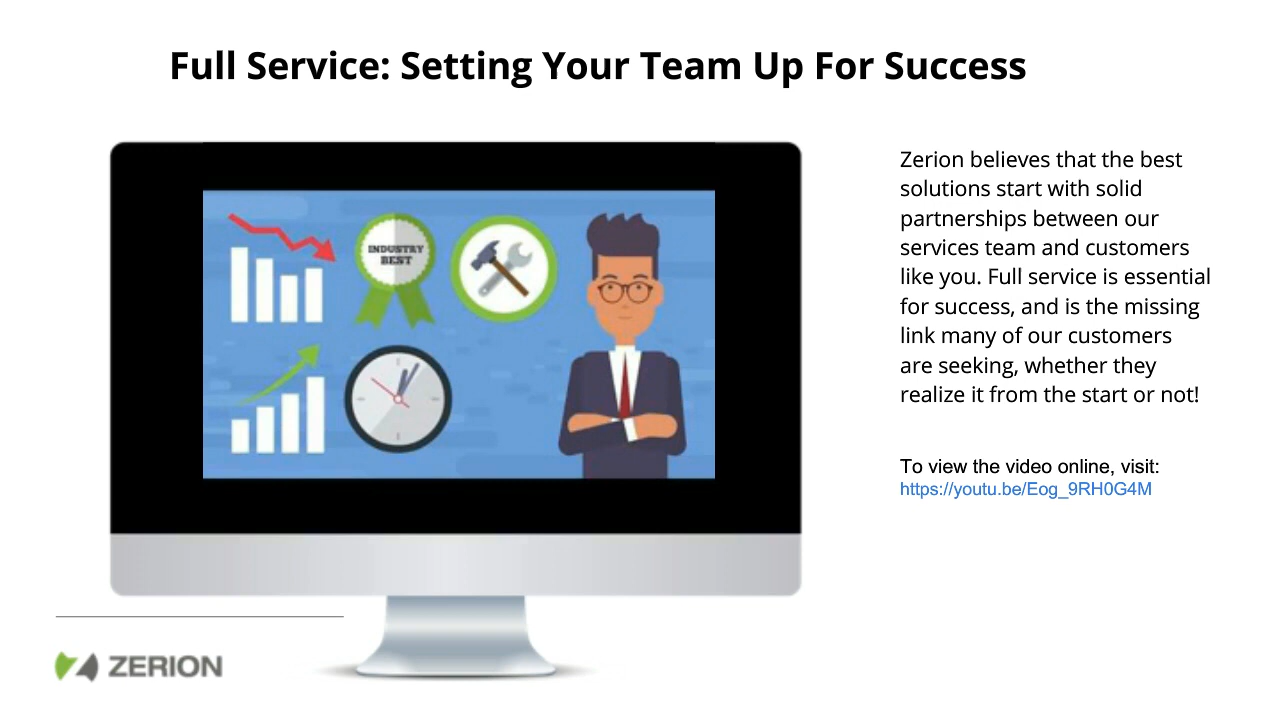 Full Service: Setting Your Team Up For Success
INDUSTRY
BEST
Zerion believes that the best
solutions start with solid
partnerships between our
services team and customers
like you. Full service is essential
for success, and is the missing
link many of our customers
are seeking, whether they
realize it from the start or not!
To view the video online, visit:
https://youtu.be/Eog_9RH0G4M
ZERION